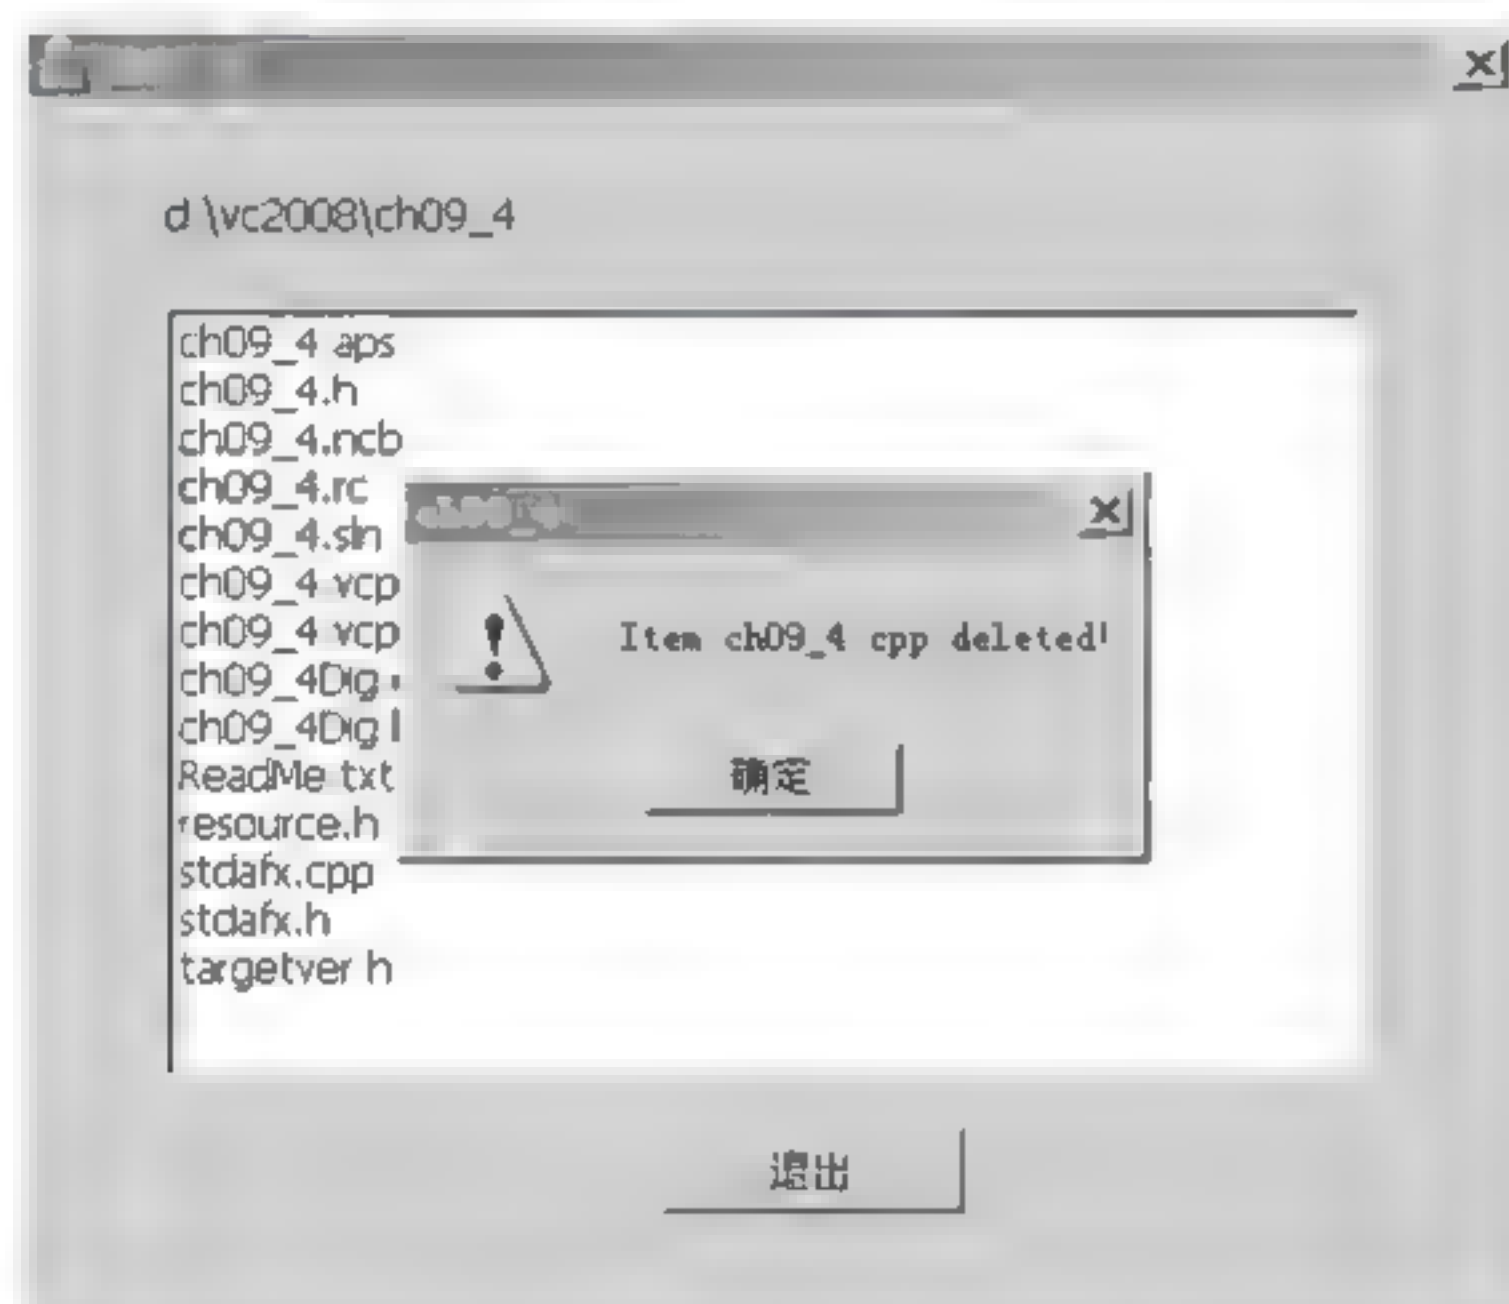 d \vc2008\ch09_4
ch09_4 aps
ch09_4.h
ch09_4.ncb
ch09_4.rc
ch09_4.sln
ch09_4 vcp
ch09_4 vcp
ch09_4Dlg
ch09_4Dlg
ReadMe txt
resource.h
stdafx.cpp
stdafx.h
targetver h
Item ch09_4 cpp deleted!
确定
退出